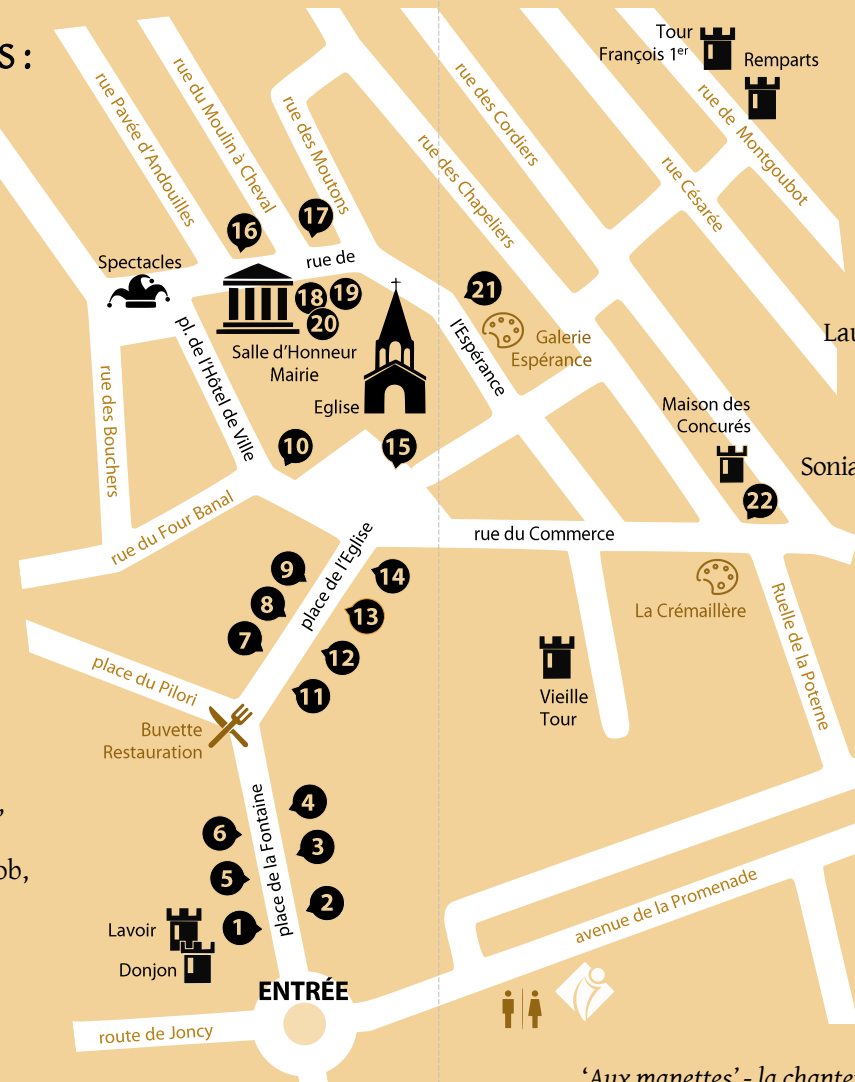 s :
Tour
François 1er
Remparts
rue Pavée d'Andouilles
rue du Moulin à Cheval
rue des Moutons
rue des Cordiers
rue des Chapeliers
rue Césarée
rue de Montgoubot
16
17
Spectacles
rue de
18
19
20
21
l'Espérance
Galerie
Espérance
pl. de l'Hôtel de Ville
Salle d'Honneur
Mairie
Eglise
rue des Bouchers
Maison des
Concurés
10
15
22
rue du Four Banal
rue du Commerce
place de l'Eglise
9
8
7
14
13
12
11
La Crémaillère
Ruelle de la Poterne
place du Pilori
Vieille
Tour
Buvette
Restauration
place de la Fontaine
6
5
1
4
3
2
avenue de la Promenade
Lavoir
Donjon
ENTRÉE
route de Joncy
Lau
Sonia
ob,
'Aux manettes' - la chante